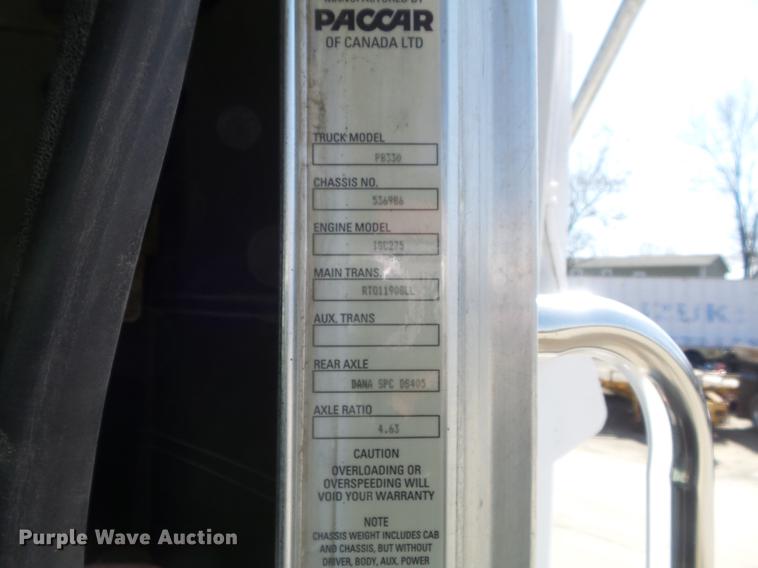 MANUFACTURED BY
PACCAR
OF CANADA LTD
TRUCK MODEL
PB330
CHASSIS NO.
536986
ENGINE MODEL
ISC275
MAIN TRANS.
RTO11908LL
AUX. TRANS
REAR AXLE
DANA SPC DS405
AXLE RATIO
4.63
CAUTION
OVERLOADING OR
OVERSPEEDING WILL
VOID YOUR WARRANTY
NOTE
CHASSIS WEIGHT INCLUDES CAB
AND CHASSIS, BUT WITHOUT
DRIVER, BODY, AUX. POWER
Purple Wave Auction